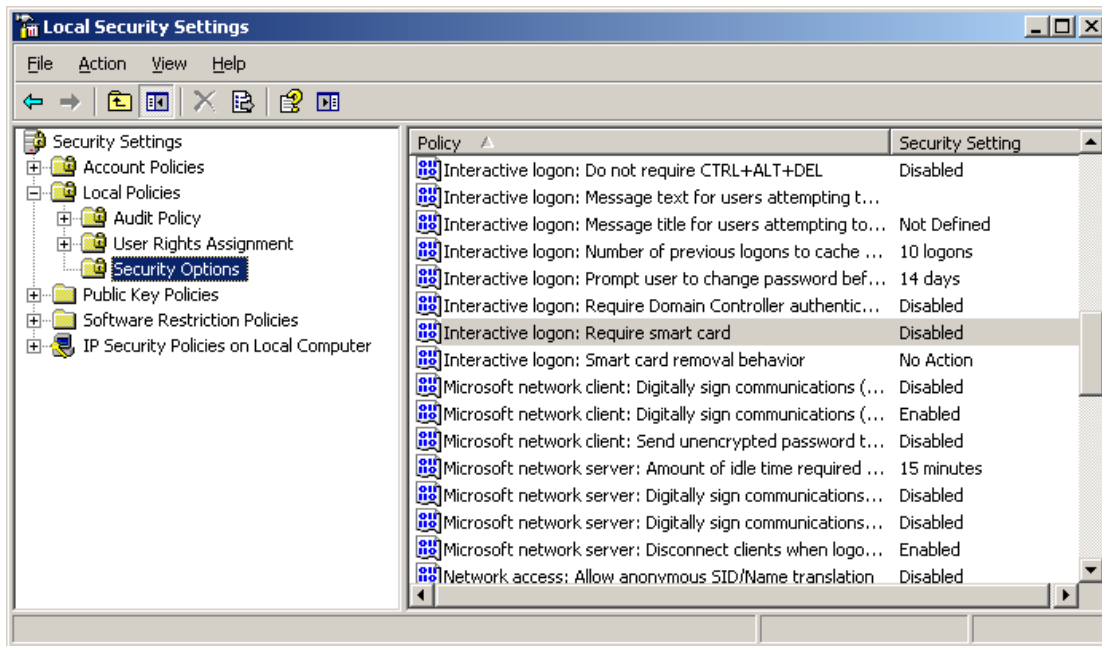 Local Security Settings
File Action View Help
Security Settings
Account Policies
Local Policies
Audit Policy
User Rights Assignment
Security Options
Public Key Policies
Software Restriction Policies
IP Security Policies on Local Computer
Policy Security Setting
Interactive logon: Do not require CTRL+ALT+DEL Disabled
Interactive logon: Message text for users attempting t...
Interactive logon: Message title for users attempting to... Not Defined
Interactive logon: Number of previous logons to cache ... 10 logons
Interactive logon: Prompt user to change password bef... 14 days
Interactive logon: Require Domain Controller authentic... Disabled
Interactive logon: Require smart card Disabled
Interactive logon: Smart card removal behavior No Action
Microsoft network client: Digitally sign communications (... Disabled
Microsoft network client: Digitally sign communications (... Enabled
Microsoft network client: Send unencrypted password t... Disabled
Microsoft network server: Amount of idle time required ... 15 minutes
Microsoft network server: Digitally sign communications... Disabled
Microsoft network server: Digitally sign communications... Disabled
Microsoft network server: Disconnect clients when logo... Enabled
Network access: Allow anonymous SID/Name translation Disabled